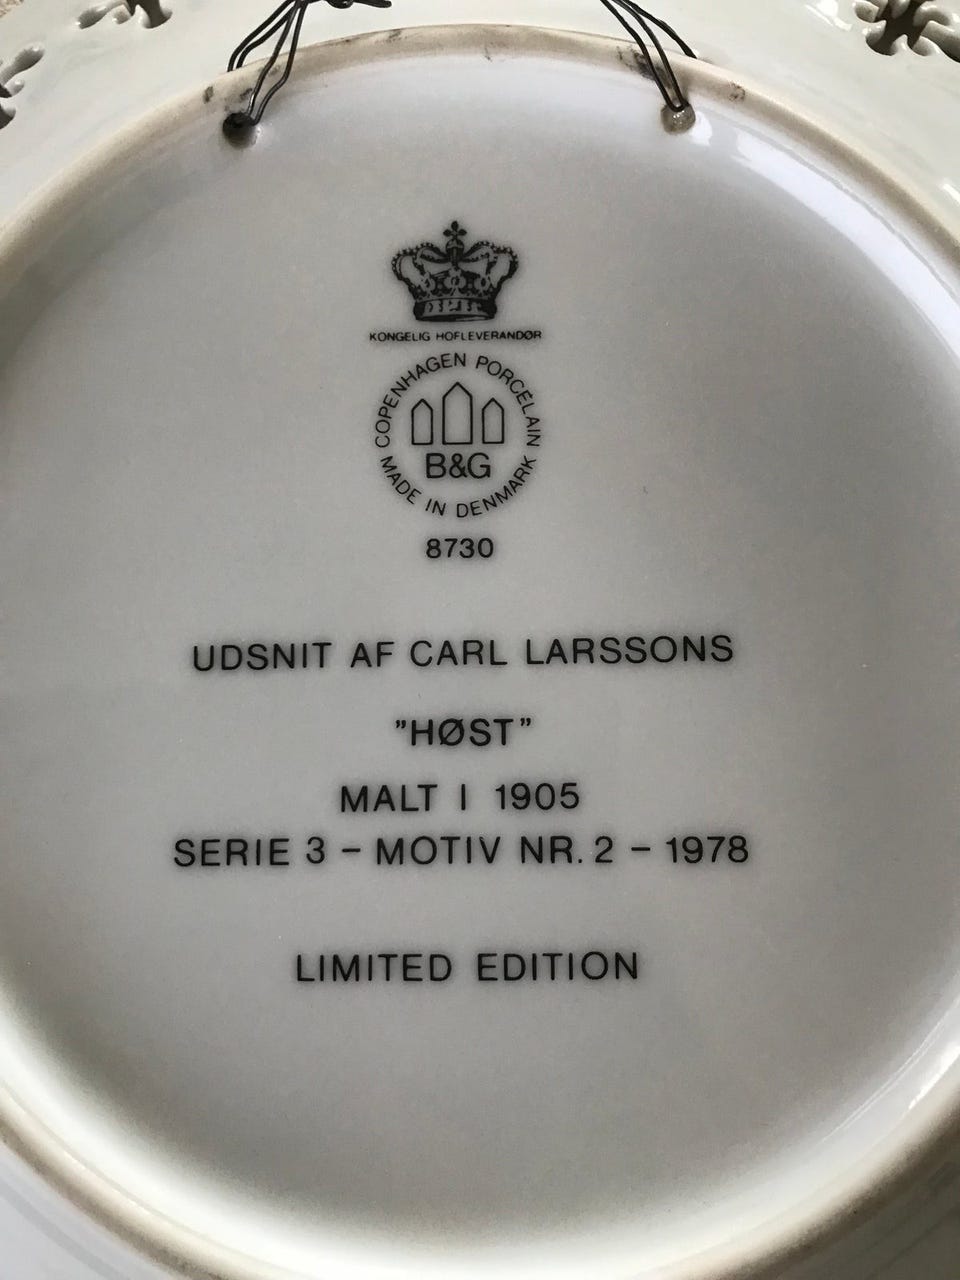 KONGELIG HOFLEVERANDØR
COPENHAGEN PORCELAIN
MADE IN DENMARK
B&G
8730
UDSNIT AF CARL LARSSONS
”HØST”
MALT I 1905
SERIE 3 – MOTIV NR. 2 – 1978
LIMITED EDITION